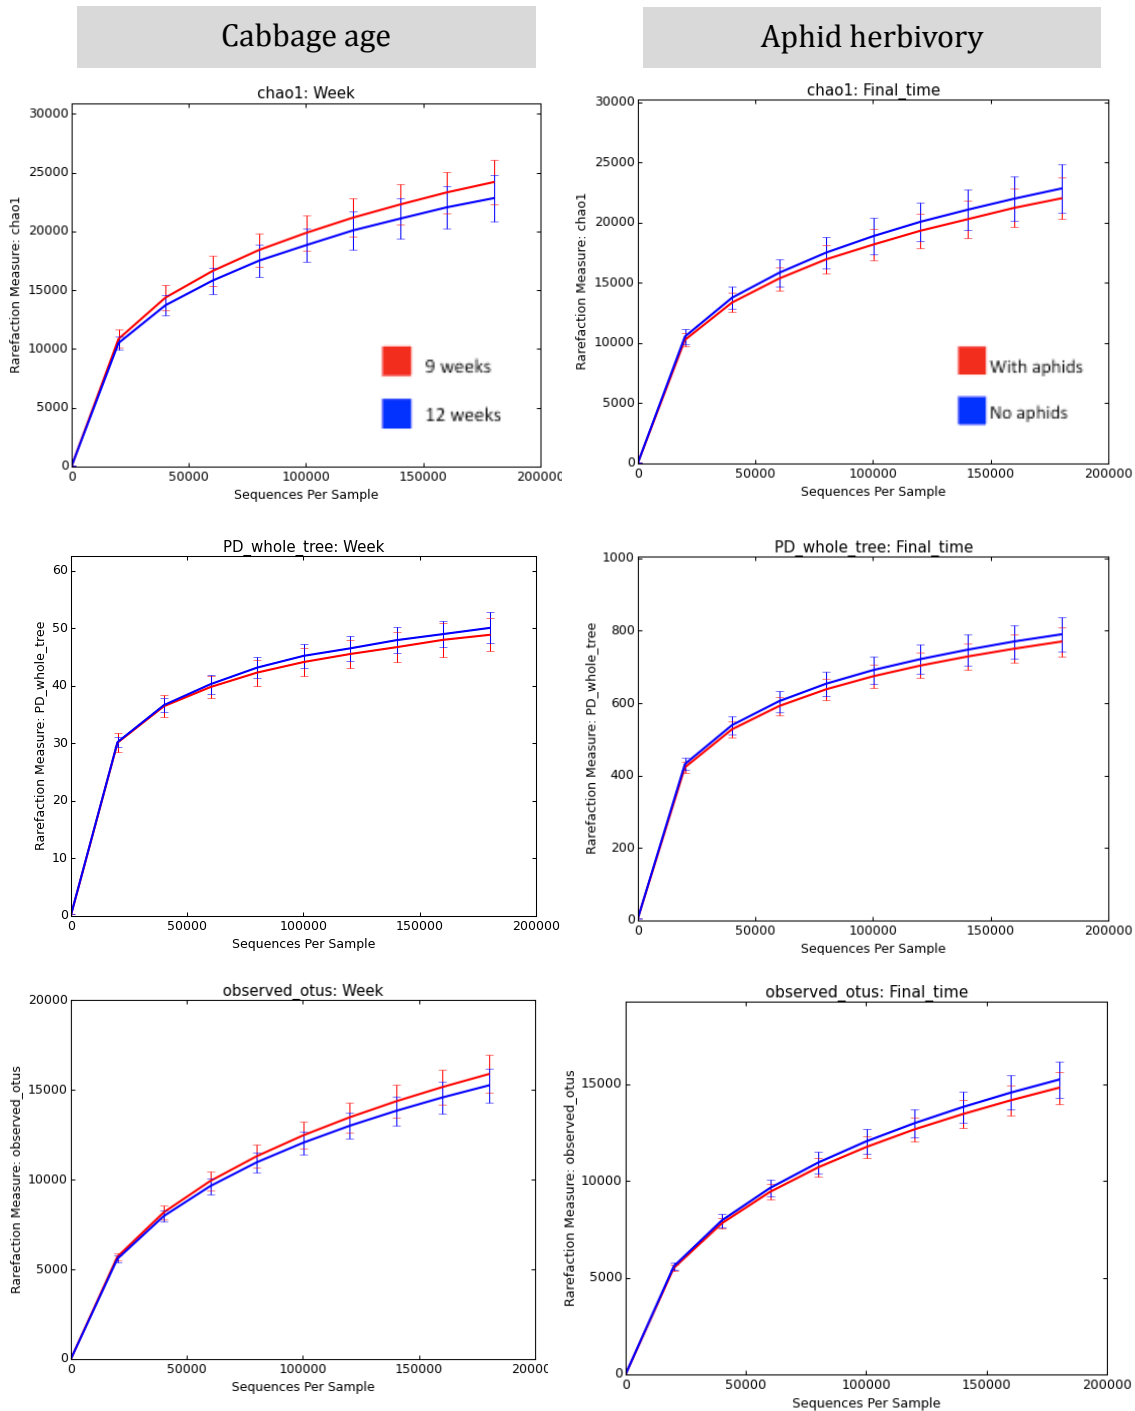 Cabbage age
Aphid herbivory
chao1: Week
30000
25000
20000
15000
10000
5000
0
Rarefaction Measure: chao1
9 weeks
12 weeks
0 50000 100000 150000 200000
Sequences Per Sample
chao1: Final_time
30000
25000
20000
15000
10000
5000
0
Rarefaction Measure: chao1
With aphids
No aphids
0 50000 100000 150000 200000
Sequences Per Sample
PD_whole_tree: Week
60
50
40
30
20
10
0
Rarefaction Measure: PD_whole_tree
0 50000 100000 150000 200000
Sequences Per Sample
PD_whole_tree: Final_time
1000
800
600
400
200
0
Rarefaction Measure: PD_whole_tree
0 50000 100000 150000 200000
Sequences Per Sample
observed_otus: Week
20000
15000
10000
5000
0
Rarefaction Measure: observed_otus
0 50000 100000 150000 20000
Sequences Per Sample
observed_otus: Final_time
15000
10000
5000
0
Rarefaction Measure: observed_otus
0 50000 100000 150000 200000
Sequences Per Sample